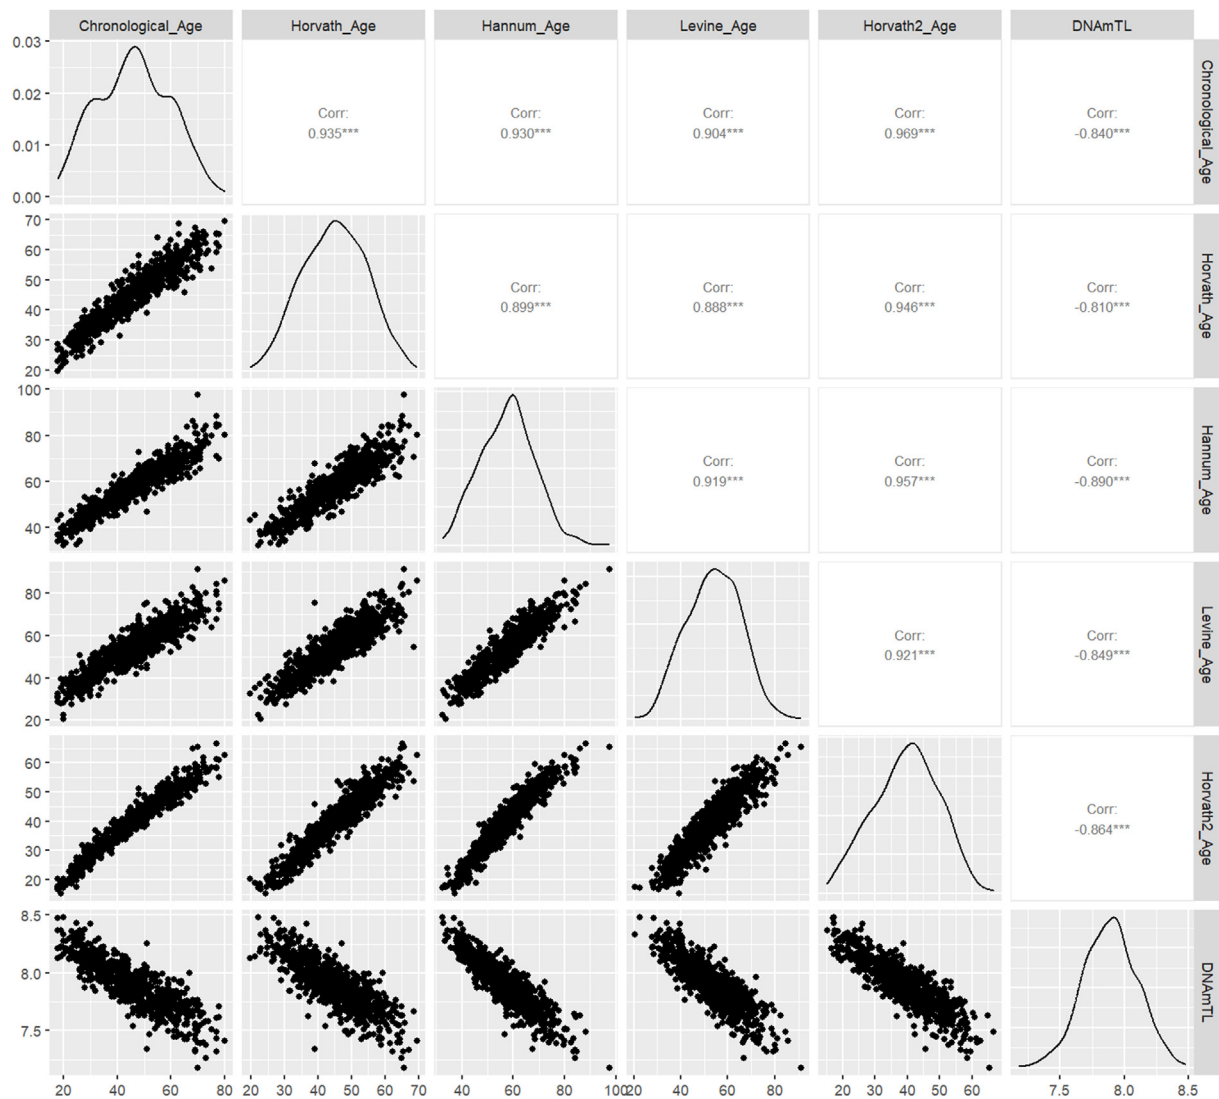 Chronological_Age Horvath_Age Hannum_Age Levine_Age Horvath2_Age DNAmTL
0.03
0.02
0.01
0.00
Corr: Corr: Corr: Corr: Corr:
0.935*** 0.930*** 0.904*** 0.969*** -0.840***
Chronological_Age
70
60
50
40
30
20
Corr: Corr: Corr: Corr:
0.899*** 0.888*** 0.946*** -0.810***
Horvath_Age
100
80
60
40
Corr: Corr: Corr:
0.919*** 0.957*** -0.890***
Hannum_Age
80
60
40
20
Corr: Corr:
0.921*** -0.849***
Levine_Age
60
50
40
30
20
Corr:
-0.864***
Horvath2_Age
8.5
8.0
7.5
DNAmTL
20 40 60 80 20 30 40 50 60 70 40 60 80 100 20 40 60 80 20 30 40 50 60 7.5 8.0 8.5